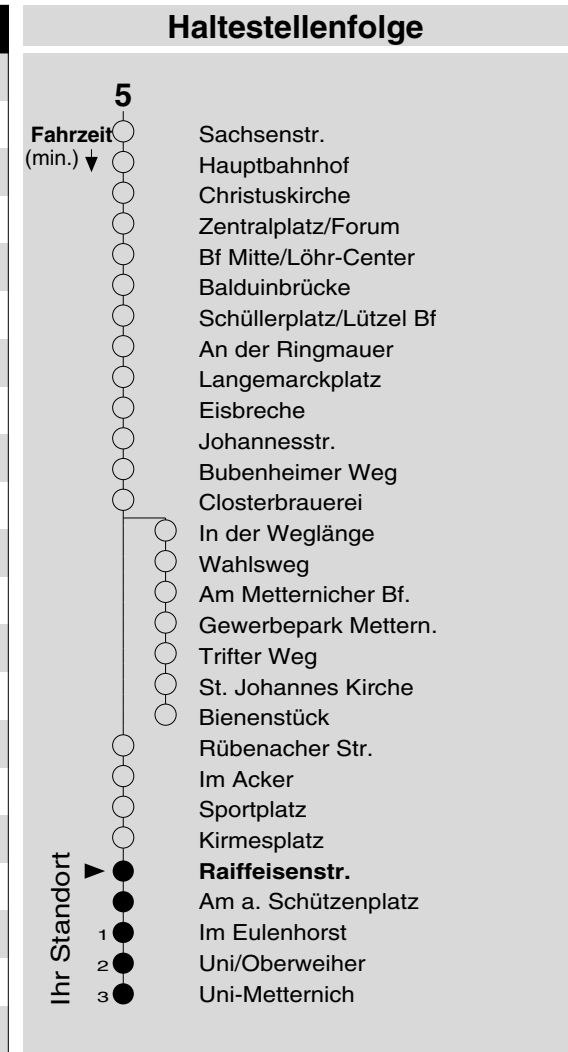 Haltestellenfolge
5
Fahrzeit Sachsenstr.
(min.) Hauptbahnhof
Christuskirche
Zentralplatz/Forum
Bf Mitte/Löhr-Center
Balduinbrücke
Schüllerplatz/Lützel Bf
An der Ringmauer
Langemarckplatz
Eisbreche
Johannesstr.
Bubenheimer Weg
Closterbrauerei
In der Weglänge
Wahlsweg
Am Metternicher Bf.
Gewerbepark Mettern.
Trifter Weg
St. Johannes Kirche
Bienenstück
Rübenacher Str.
Im Acker
Sportplatz
Kirmesplatz
Ihr Standort
Raiffeisenstr.
Am a. Schützenplatz
1 Im Eulenhorst
2 Uni/Oberweiher
3 Uni-Metternich